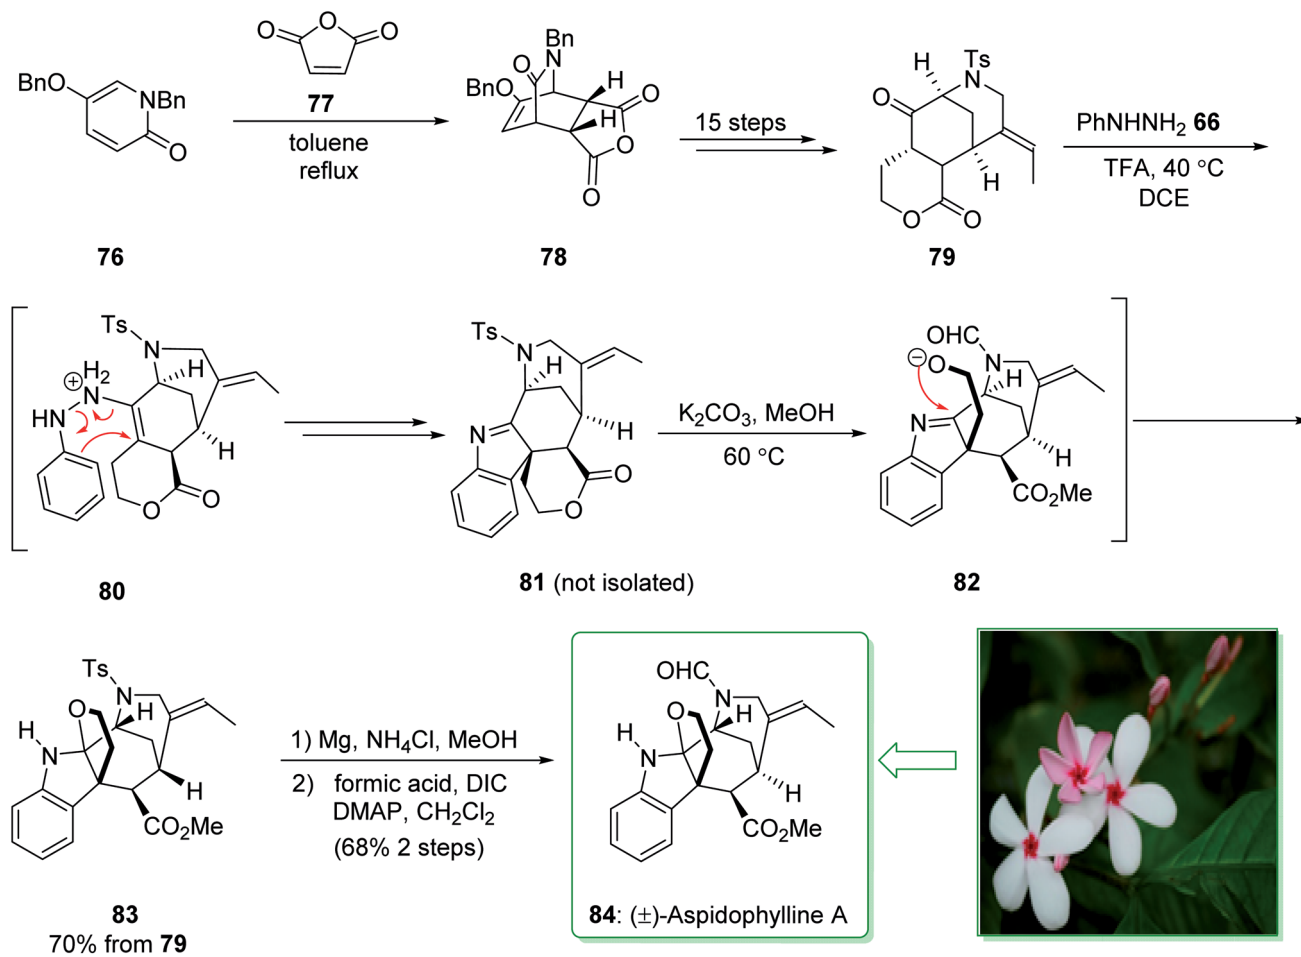 BnO
NBn
O
76
O
O
O
77
toluene
reflux
Bn
N
O
BnO
H
H
O
O
O
78
15 steps
Ts
H
N
O
H
O
O
79
PhNHNH₂ 66
TFA, 40 °C
DCE
Ts
N
H
H₂
⊕
N
HN
H
O
O
80
Ts
N
H
N
H
O
O
81 (not isolated)
K₂CO₃, MeOH
60 °C
OHC
⊖
O
N
H
N
H
CO₂Me
82
Ts
N
O
H
H
N
H
CO₂Me
83
70% from 79
1) Mg, NH₄Cl, MeOH
2) formic acid, DIC
DMAP, CH₂Cl₂
(68% 2 steps)
OHC
N
O
H
H
N
H
CO₂Me
84: (±)-Aspidophylline A